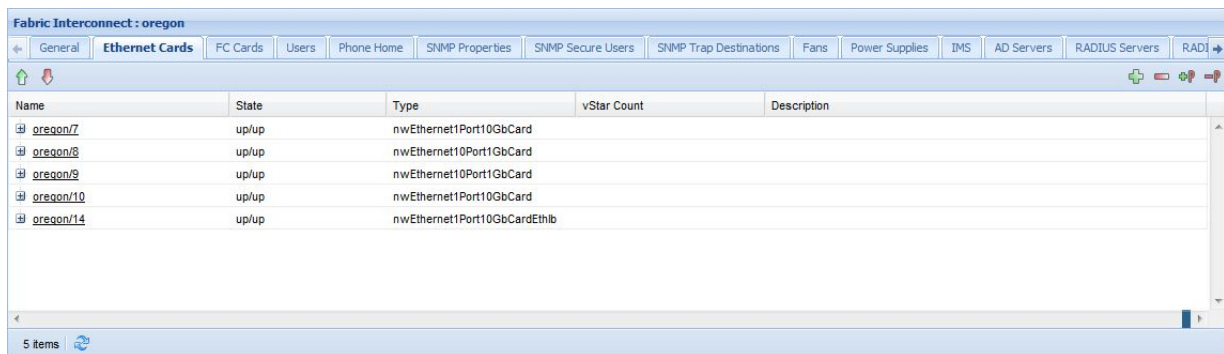 Fabric Interconnect : oregon
General Ethernet Cards FC Cards Users Phone Home SNMP Properties SNMP Secure Users SNMP Trap Destinations Fans Power Supplies IMS AD Servers RADIUS Servers RADI
Name State Type vStar Count Description
oregon/7 up/up nwEthernet1Port10GbCard
oregon/8 up/up nwEthernet10Port1GbCard
oregon/9 up/up nwEthernet10Port1GbCard
oregon/10 up/up nwEthernet1Port10GbCard
oregon/14 up/up nwEthernet1Port10GbCardEthIb
5 items